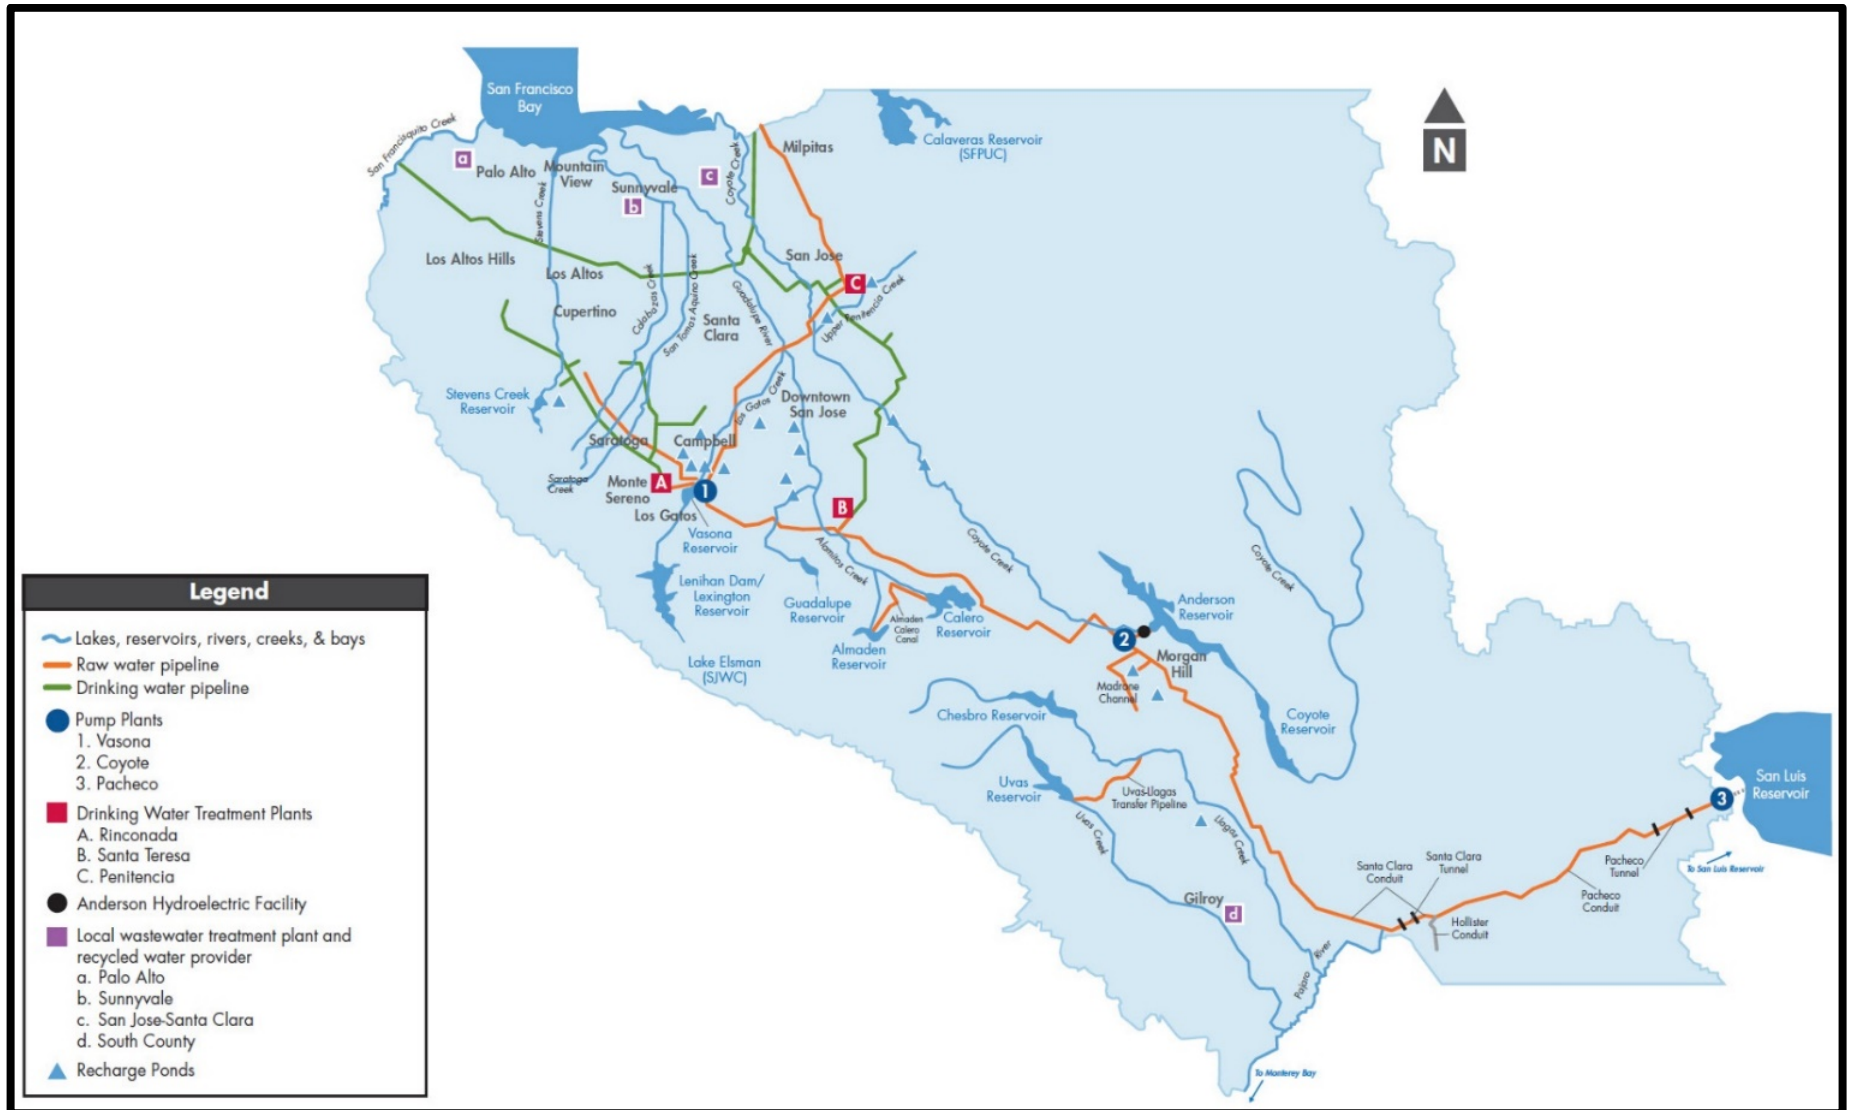 San Francisco
Bay
San Francisquito Creek
a
Palo Alto
Mountain
View
Sunnyvale
b
c
Coyote Creek
Milpitas
Calaveras Reservoir
(SFPUC)
N
Stevens Creek
Los Altos Hills
Los Altos
San Jose
C
Upper Penitencia Creek
Cupertino
Calabazas Creek
San Tomas Aquino Creek
Santa
Clara
Guadalupe River
Stevens Creek
Reservoir
Los Gatos Creek
Downtown
San Jose
Saratoga
Campbell
Saratoga
Creek
Monte
Sereno
A
1
Los Gatos
B
Vasona
Reservoir
Alamitos Creek
Coyote Creek
Coyote Creek
Lenihan Dam/
Lexington
Reservoir
Guadalupe
Reservoir
Almaden
Calero
Canal
Calero
Reservoir
Anderson
Reservoir
2
Almaden
Reservoir
Lake Elsman
(SJWC)
Morgan
Hill
Madrone
Channel
Chesbro Reservoir
Coyote
Reservoir
Uvas
Reservoir
Uvas-Llagas
Transfer Pipeline
Uvas Creek
Llagas Creek
San Luis
Reservoir
3
To San Luis Reservoir
Pacheco
Tunnel
Pacheco
Conduit
Santa Clara
Conduit
Santa Clara
Tunnel
Hollister
Conduit
Gilroy
d
Pajaro River
To Monterey Bay
Legend
Lakes, reservoirs, rivers, creeks, & bays
Raw water pipeline
Drinking water pipeline
Pump Plants
1. Vasona
2. Coyote
3. Pacheco
Drinking Water Treatment Plants
A. Rinconada
B. Santa Teresa
C. Penitencia
Anderson Hydroelectric Facility
Local wastewater treatment plant and
recycled water provider
a. Palo Alto
b. Sunnyvale
c. San Jose-Santa Clara
d. South County
Recharge Ponds